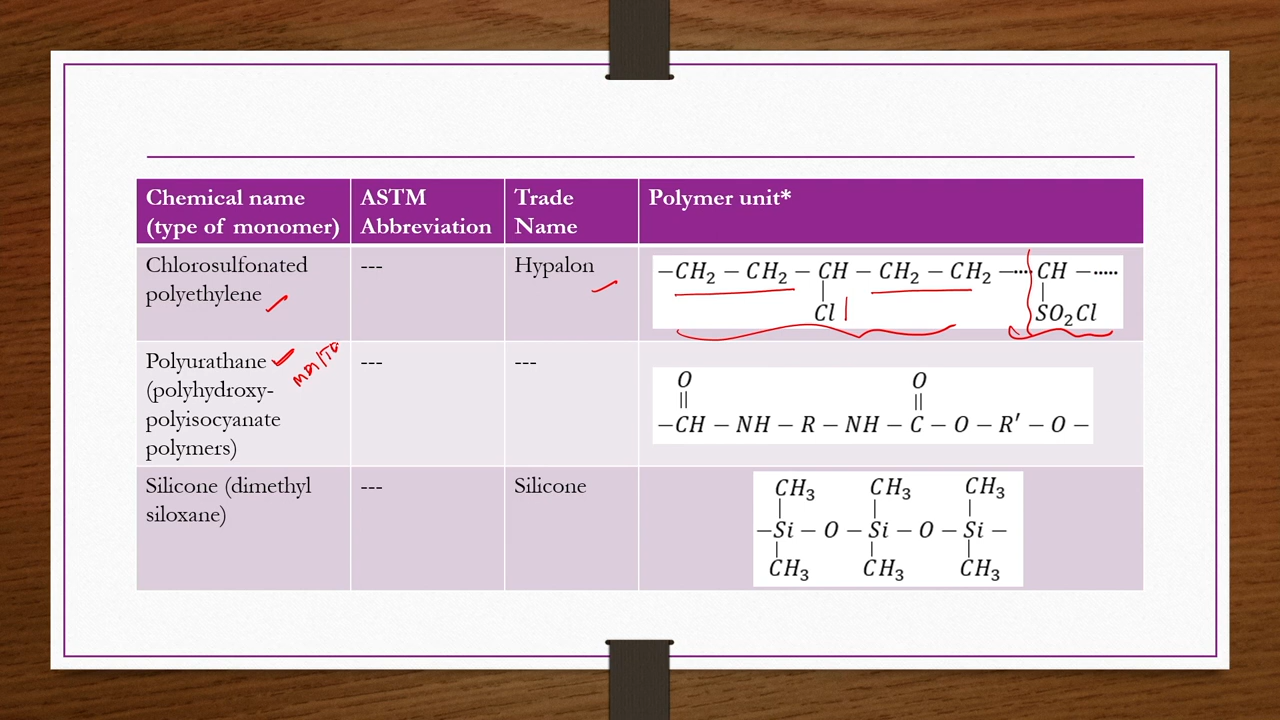 Chemical name
(type of monomer)
ASTM
Abbreviation
Trade
Name
Polymer unit*
Chlorosulfonated
polyethylene
---
Hypalon
−CH₂ − CH₂ − CH − CH₂ − CH₂ −···· CH −·····
Cl
SO₂Cl
Polyurathane
(polyhydroxy-
polyisocyanate
polymers)
---
---
O O
−CH − NH − R − NH − C − O − R′ − O −
Silicone (dimethyl
siloxane)
---
Silicone
CH₃ CH₃ CH₃
−Si − O − Si − O − Si −
CH₃ CH₃ CH₃